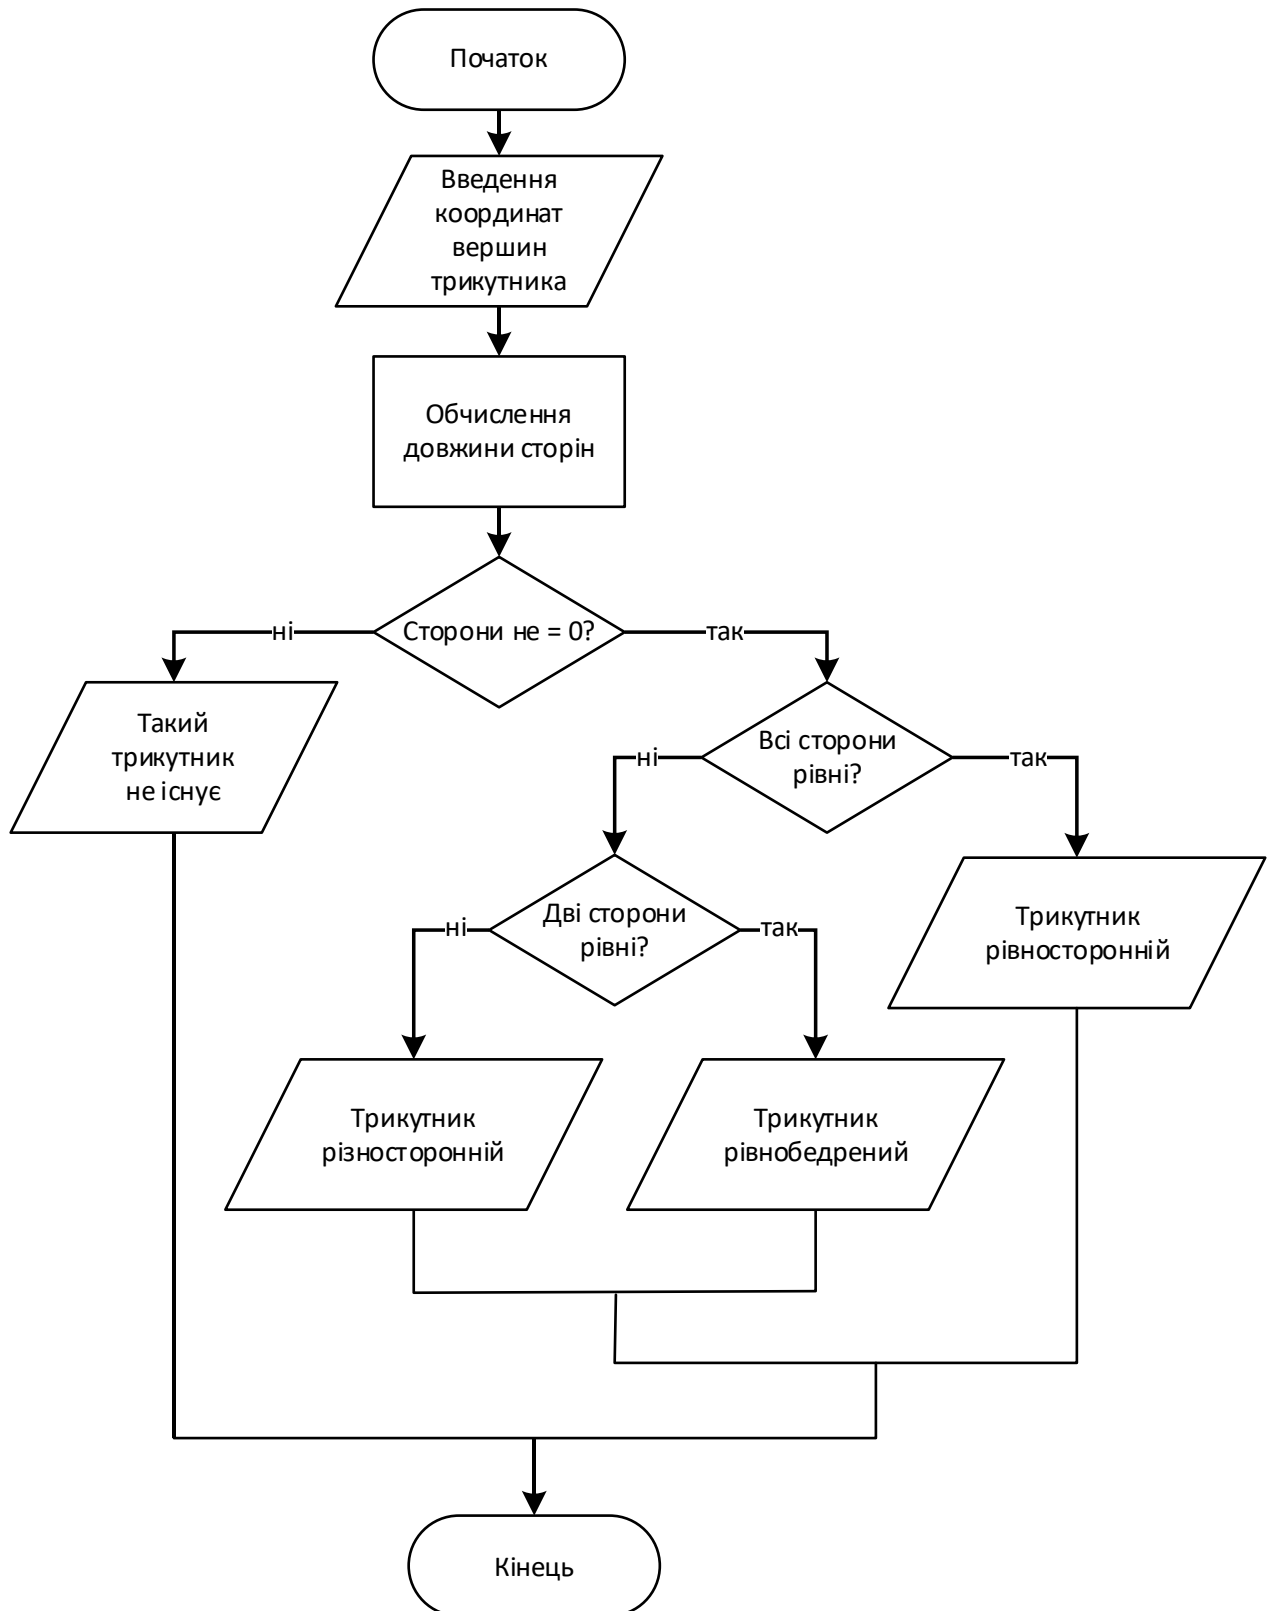 Початок
Введення
координат
вершин
трикутника
Обчислення
довжини сторін
ні
Сторони не = 0?
так
Такий
трикутник
не існує
ні
Всі сторони
рівні?
так
ні
Дві сторони
рівні?
так
Трикутник
рівносторонній
Трикутник
різносторонній
Трикутник
рівнобедрений
Кінець